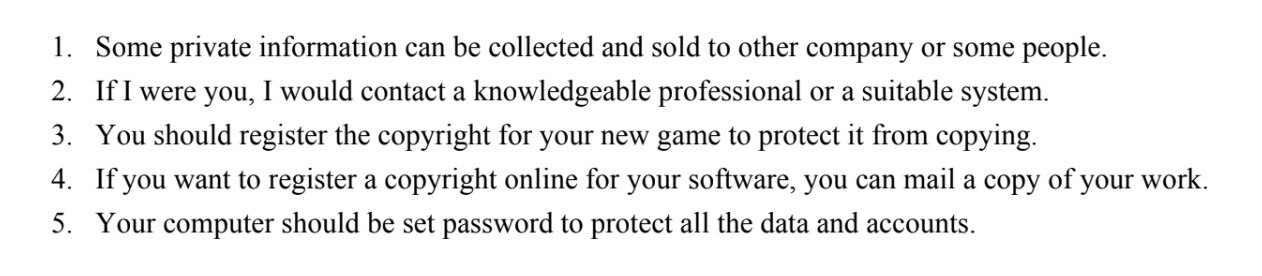 1. Some private information can be collected and sold to other company or some people.
2. If I were you, I would contact a knowledgeable professional or a suitable system.
3. You should register the copyright for your new game to protect it from copying.
4. If you want to register a copyright online for your software, you can mail a copy of your work.
5. Your computer should be set password to protect all the data and accounts.